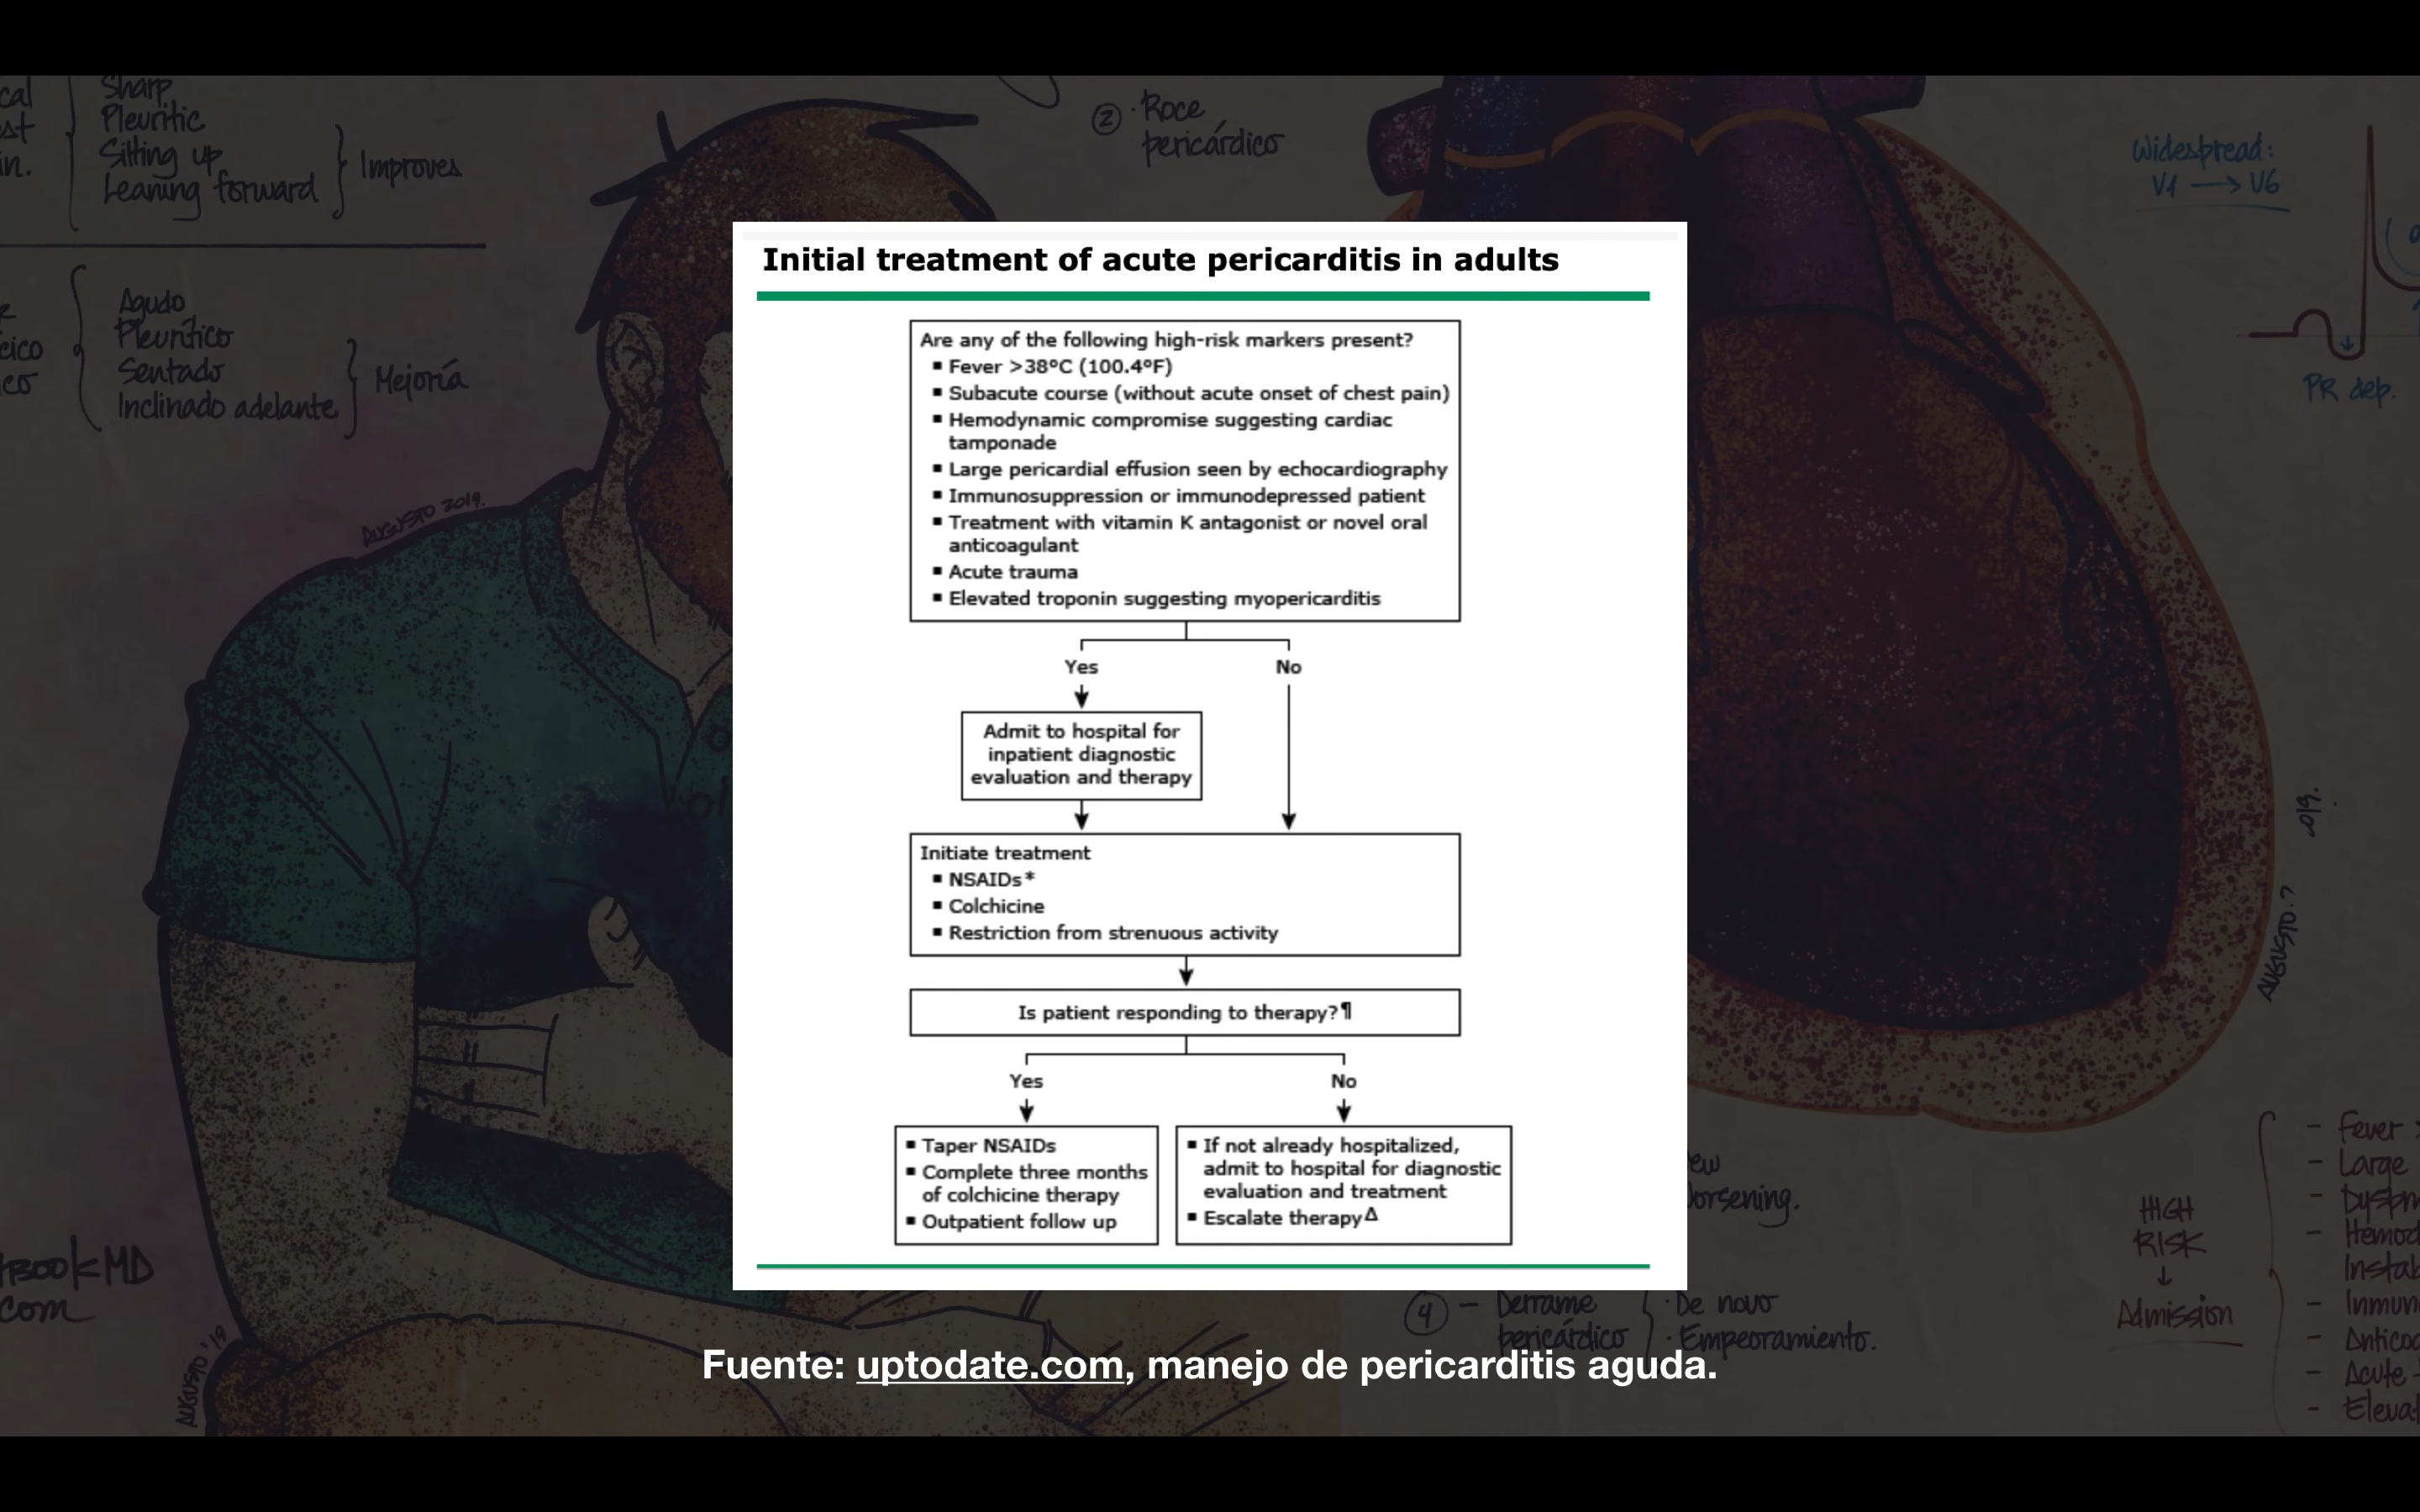 Sharp
Pleuritic
Sitting up
Leaning forward
Improves
Agudo
Pleurítico
Sentado
Inclinado adelante
Mejoría
AUGUSTO 2019.
② · Roce
pericárdico
Widespread:
V1 → V6
PR dep.
Initial treatment of acute pericarditis in adults
Are any of the following high-risk markers present?
▪ Fever >38°C (100.4°F)
▪ Subacute course (without acute onset of chest pain)
▪ Hemodynamic compromise suggesting cardiac
tamponade
▪ Large pericardial effusion seen by echocardiography
▪ Immunosuppression or immunodepressed patient
▪ Treatment with vitamin K antagonist or novel oral
anticoagulant
▪ Acute trauma
▪ Elevated troponin suggesting myopericarditis
Yes
No
Admit to hospital for
inpatient diagnostic
evaluation and therapy
Initiate treatment
▪ NSAIDs*
▪ Colchicine
▪ Restriction from strenuous activity
Is patient responding to therapy?¶
Yes
No
▪ Taper NSAIDs
▪ Complete three months
of colchicine therapy
▪ Outpatient follow up
▪ If not already hospitalized,
admit to hospital for diagnostic
evaluation and treatment
▪ Escalate therapyΔ
HIGH
RISK
↓
Admission
- Fever
- Large
④ - Derrame
pericárdico
· De novo
· Empeoramiento.
- Acute
AUGUSTO '19
Fuente: uptodate.com, manejo de pericarditis aguda.